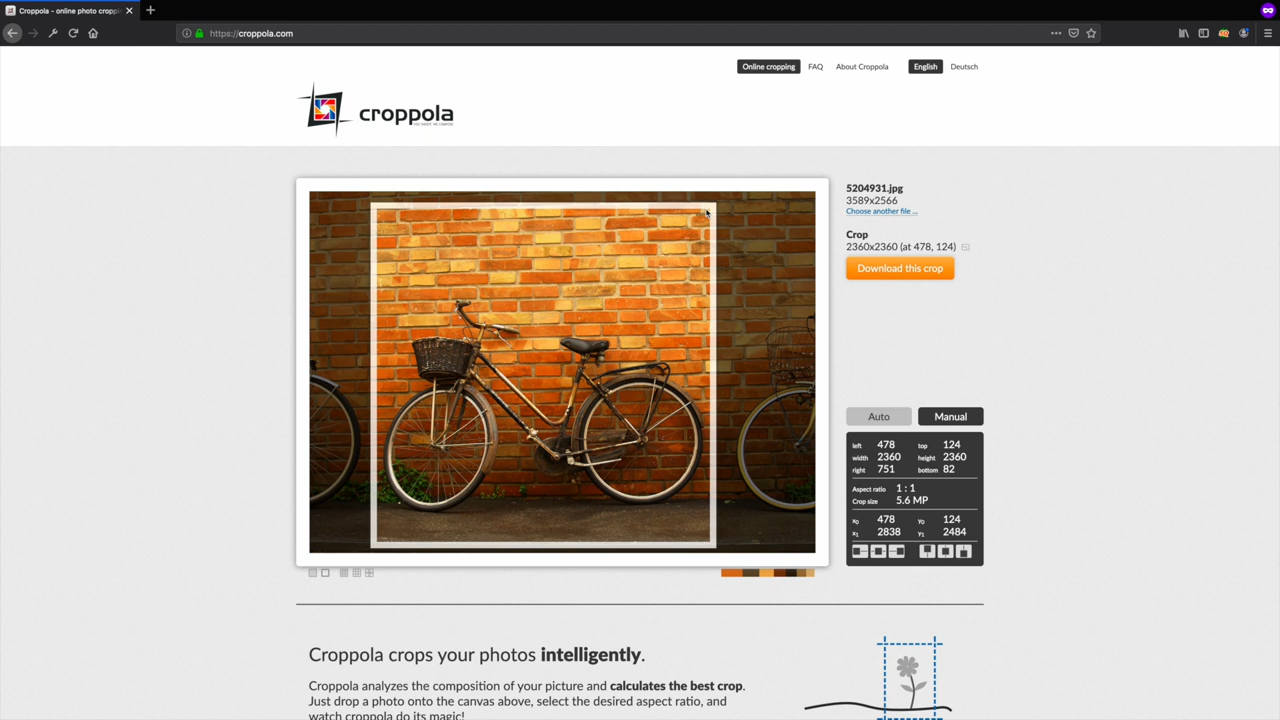 Croppola - online photo croppi
https://croppola.com
Online cropping FAQ About Croppola English Deutsch
croppola
5204931.jpg
3589x2566
Choose another file ...
Crop
2360x2360 (at 478, 124)
Download this crop
Auto Manual
left 478 top 124
width 2360 height 2360
right 751 bottom 82
Aspect ratio 1 : 1
Crop size 5.6 MP
x0 478 y0 124
x1 2838 y1 2484
Croppola crops your photos intelligently.
Croppola analyzes the composition of your picture and calculates the best crop.
Just drop a photo onto the canvas above, select the desired aspect ratio, and
watch croppola do its magic!